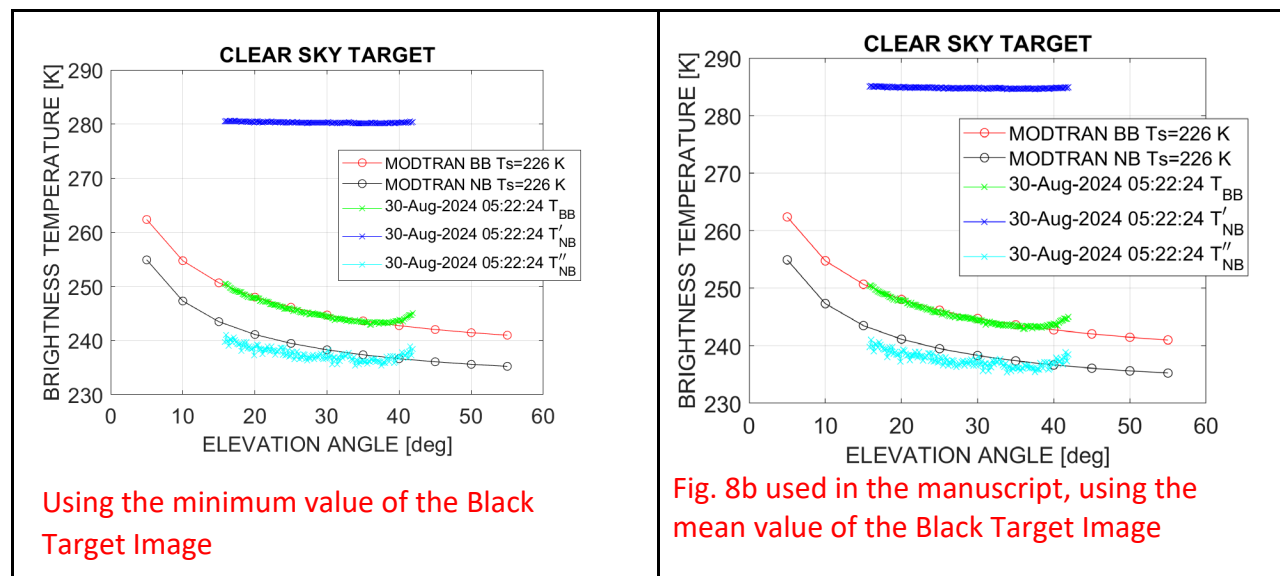 CLEAR SKY TARGET
BRIGHTNESS TEMPERATURE [K]
290
280
270
260
250
240
230
0
10
20
30
40
50
60
ELEVATION ANGLE [deg]
MODTRAN BB Ts=226 K
MODTRAN NB Ts=226 K
30-Aug-2024 05:22:24 T_BB
30-Aug-2024 05:22:24 T′_NB
30-Aug-2024 05:22:24 T′′_NB
Using the minimum value of the Black
Target Image
CLEAR SKY TARGET
BRIGHTNESS TEMPERATURE [K]
290
280
270
260
250
240
230
0
10
20
30
40
50
60
ELEVATION ANGLE [deg]
MODTRAN BB Ts=226 K
MODTRAN NB Ts=226 K
30-Aug-2024 05:22:24 T_BB
30-Aug-2024 05:22:24 T′_NB
30-Aug-2024 05:22:24 T′′_NB
Fig. 8b used in the manuscript, using the
mean value of the Black Target Image